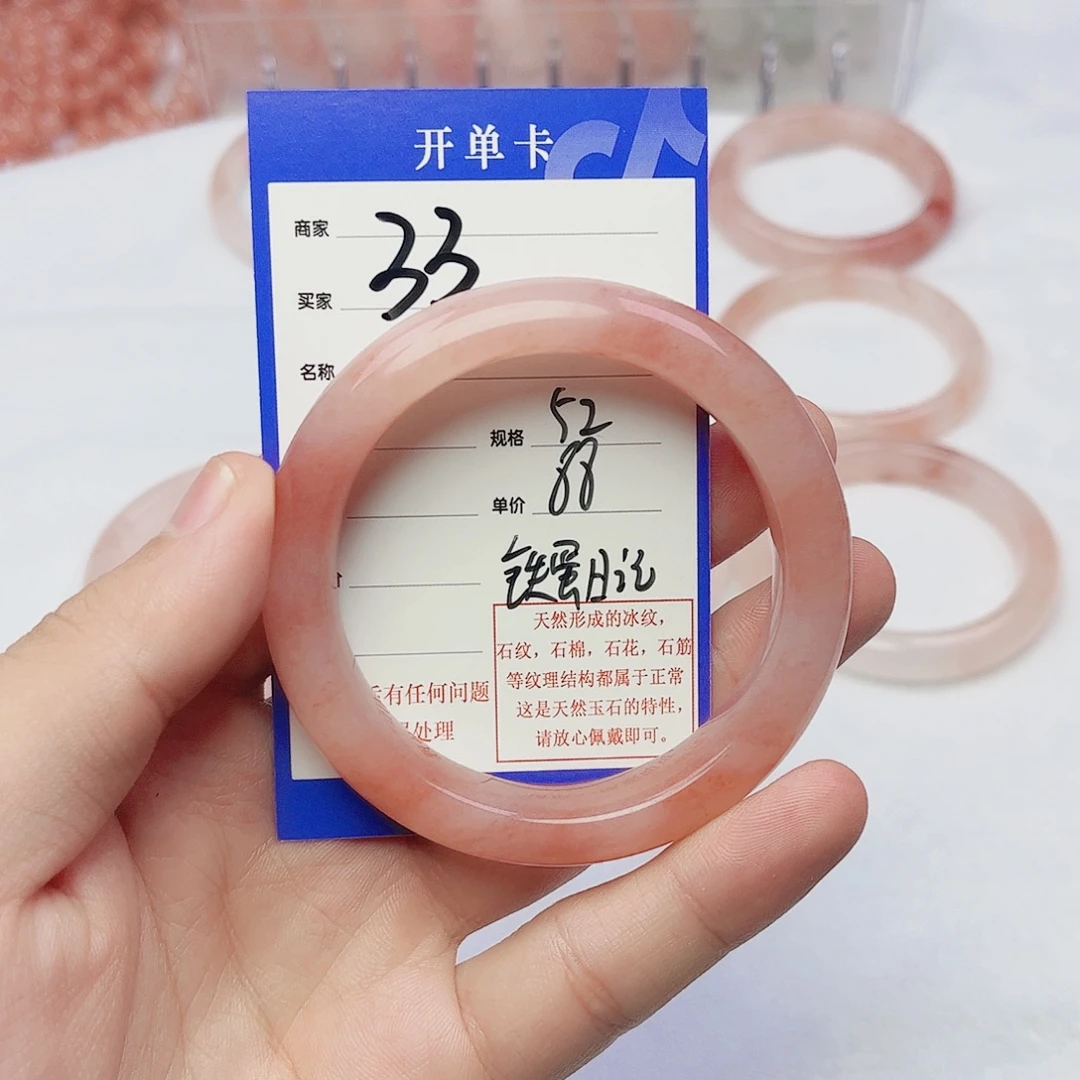 开单卡
商家
33
买家
名称
规格 52
单价 88
铁蛋日记
天然形成的冰纹，
石纹，石棉，石花，石筋
等纹理结构都属于正常
这是天然玉石的特性，
请放心佩戴即可。
有任何问题
处理